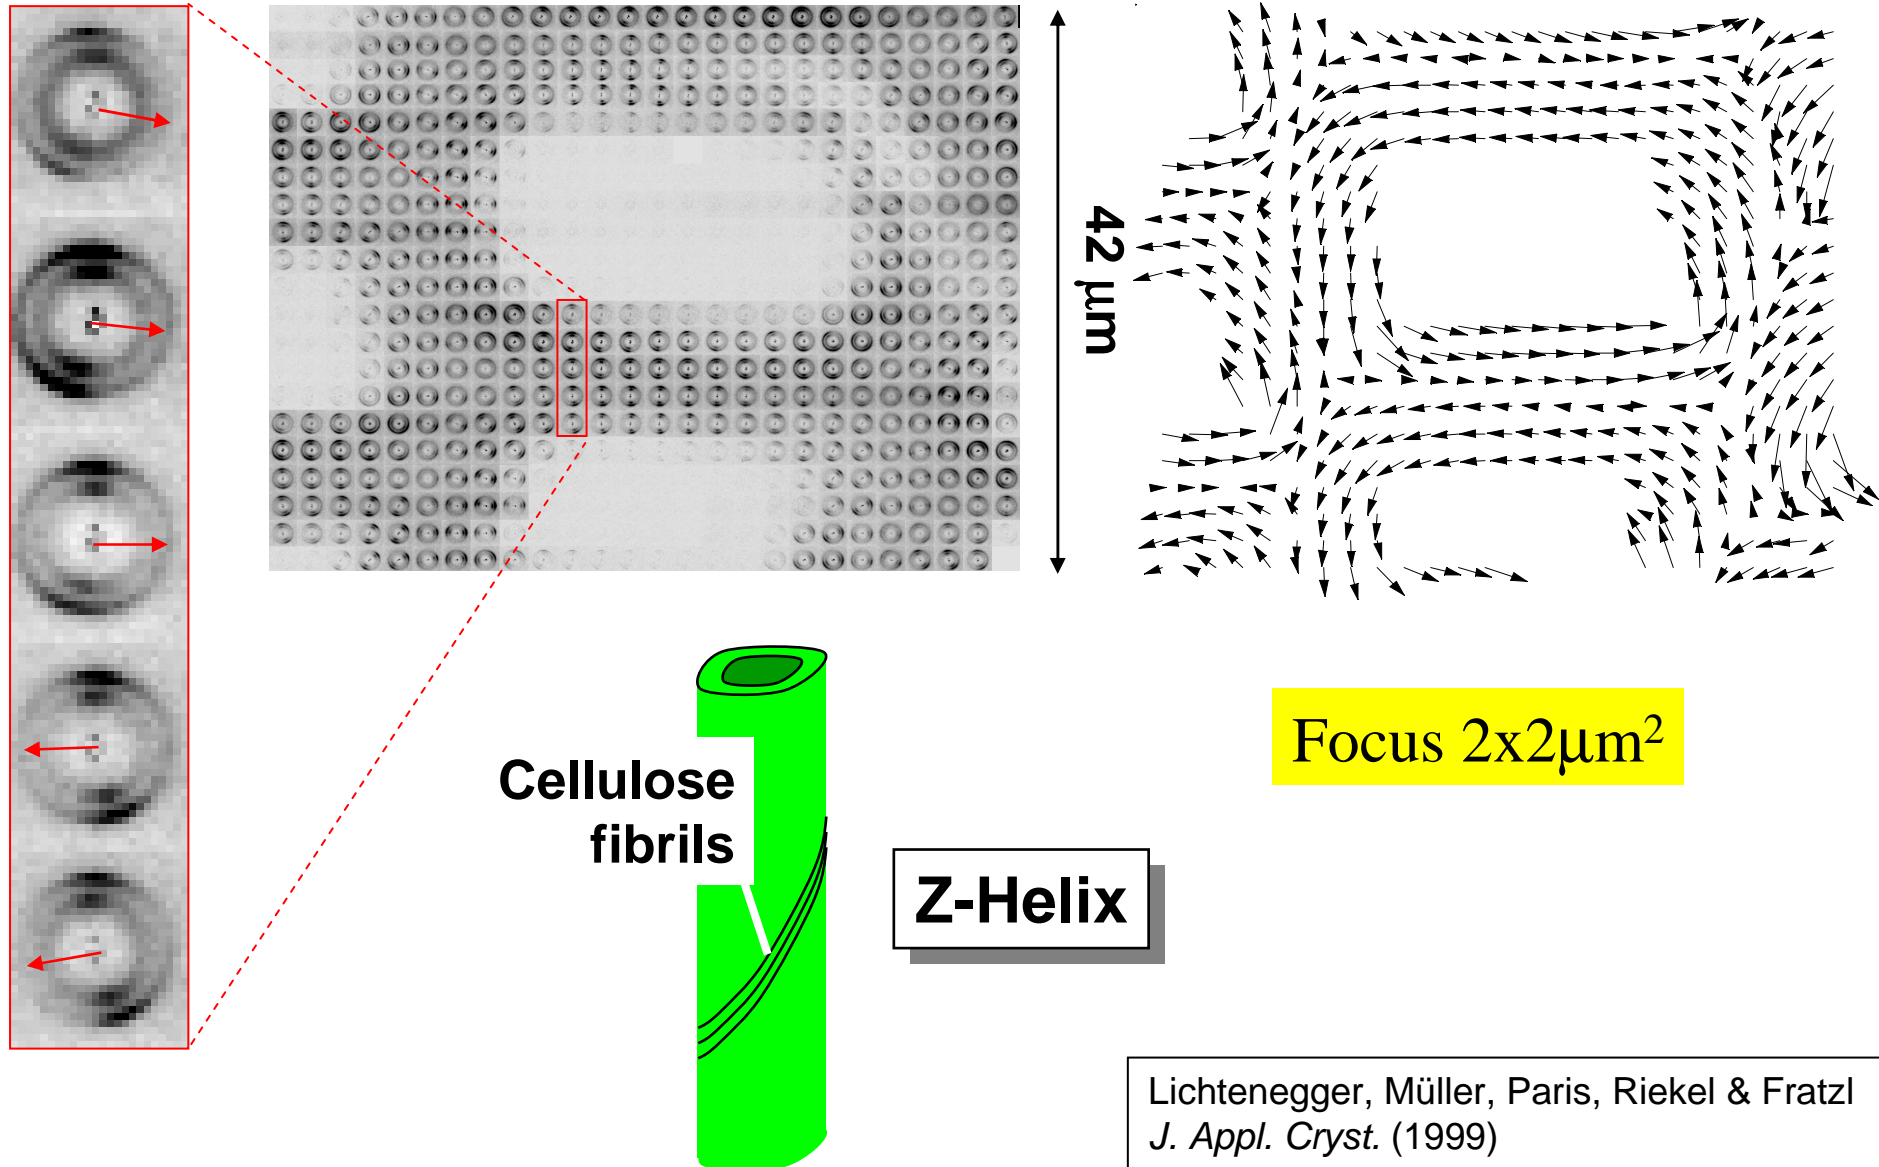 42 μm
Focus 2x2μm²
Cellulose
fibrils
Z-Helix
Lichtenegger, Müller, Paris, Riekel & Fratzl
J. Appl. Cryst. (1999)